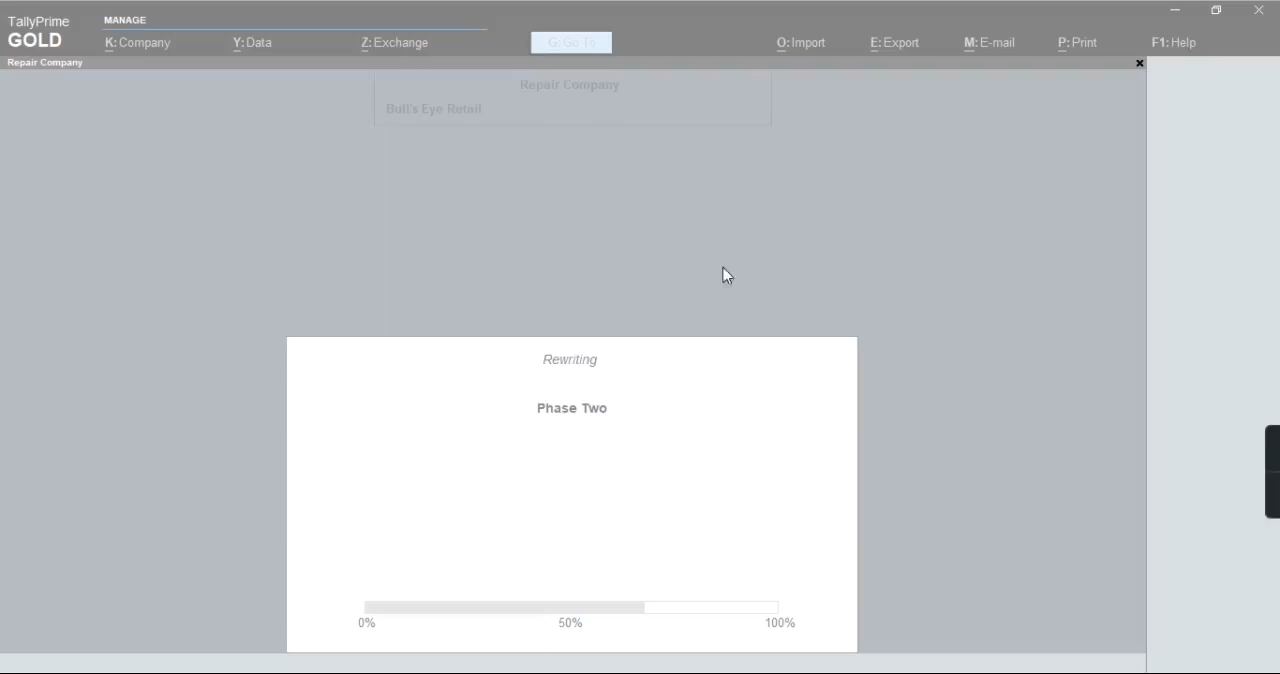 TallyPrime
GOLD
MANAGE
K: Company
Y: Data
Z: Exchange
G: Go To
O: Import
E: Export
M: E-mail
P: Print
F1: Help
Repair Company
Repair Company
Bull's Eye Retail
Rewriting
Phase Two
0%
50%
100%